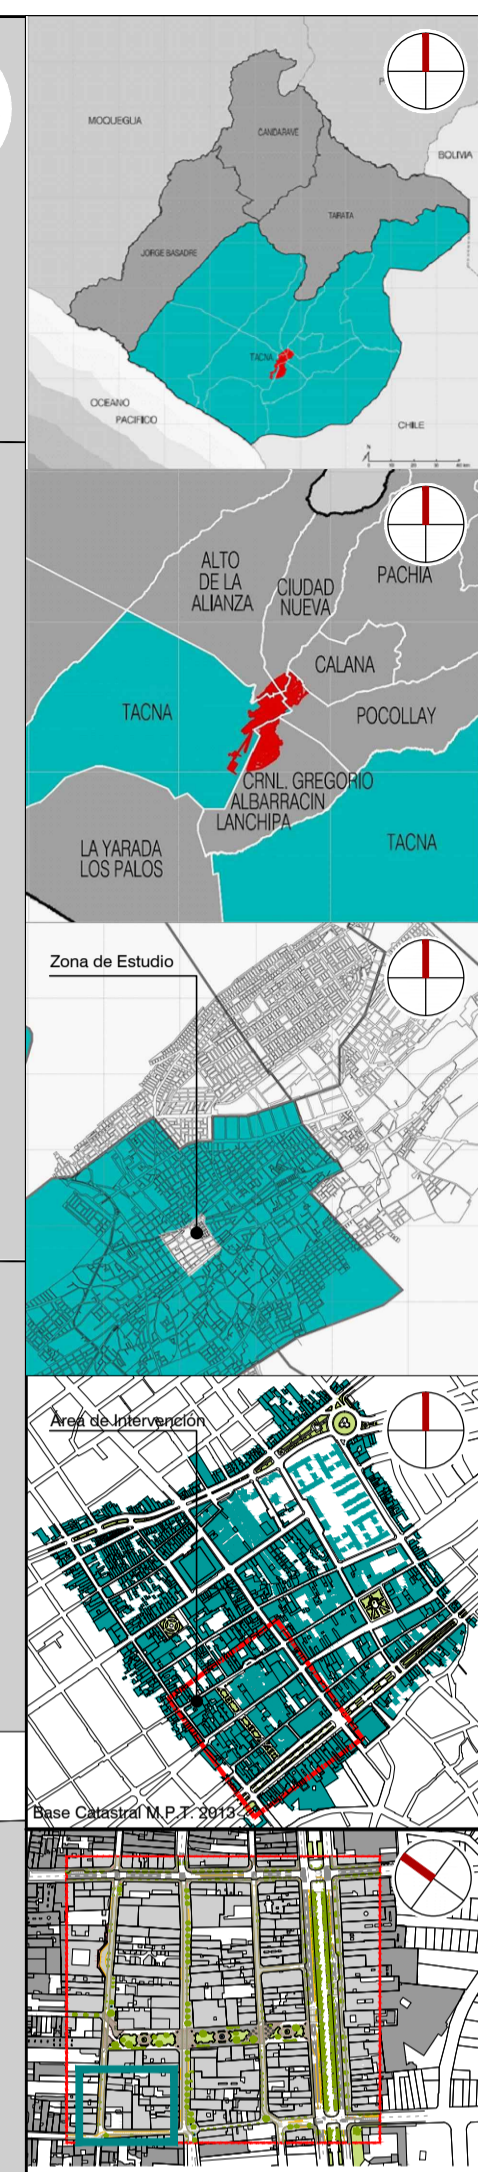 MOQUEGUA
CANDARAVE
BOLIVIA
TARATA
JORGE BASADRE
TACNA
OCEANO
PACIFICO
CHILE
ALTO
DE LA
ALIANZA
CIUDAD
NUEVA
PACHIA
CALANA
TACNA
POCOLLAY
CRNL. GREGORIO
ALBARRACIN
LANCHIPA
LA YARADA
LOS PALOS
TACNA
Zona de Estudio
Área de Intervención
Base Catastral M.P.T. 2013